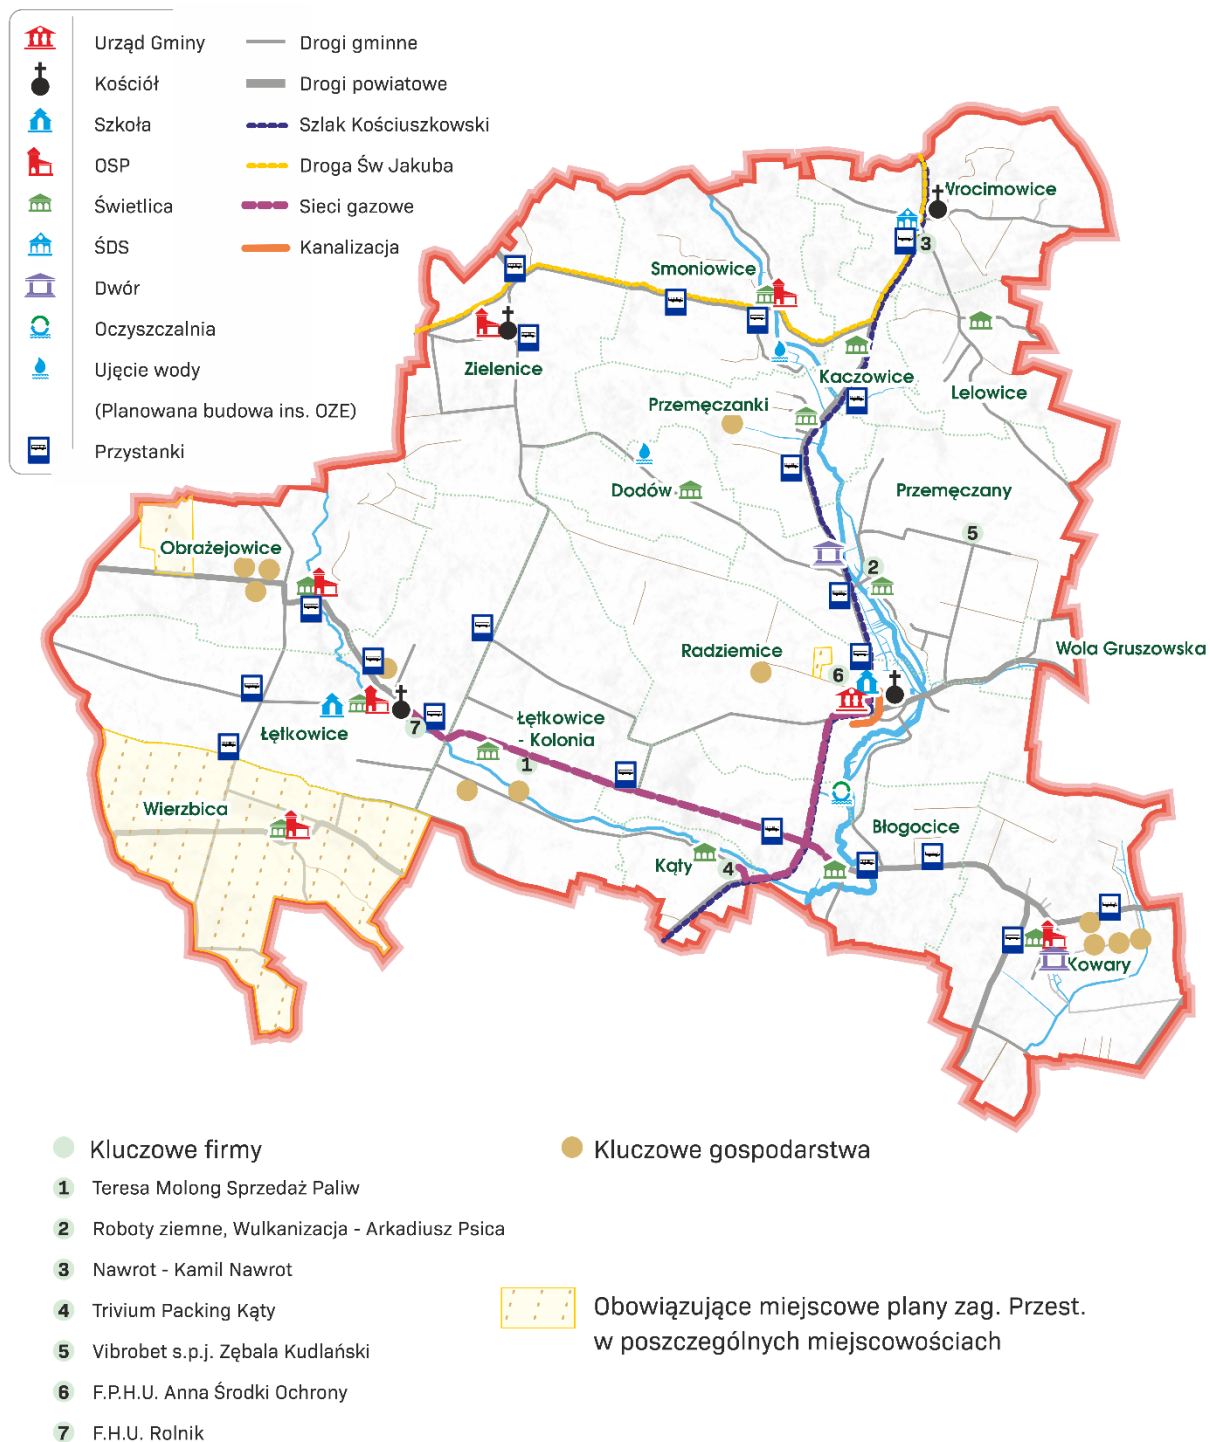 Urząd Gminy
Kościół
Szkoła
OSP
Świetlica
ŚDS
Dwór
Oczyszczalnia
Ujęcie wody
(Planowana budowa ins. OZE)
Przystanki
Drogi gminne
Drogi powiatowe
Szlak Kościuszkowski
Droga Św Jakuba
Sieci gazowe
Kanalizacja
Wrocimowice
3
Smoniowice
Zielenice
Kaczowice
Lelowice
Przemęczanki
Dodów
Przemęczany
5
Obrażejowice
2
Radziemice
Wola Gruszowska
6
Łętkowice
7
Łętkowice
- Kolonia
1
Wierzbica
Błogocice
Kąty
4
Kowary
Kluczowe firmy
1 Teresa Molong Sprzedaż Paliw
2 Roboty ziemne, Wulkanizacja - Arkadiusz Psica
3 Nawrot - Kamil Nawrot
4 Trivium Packing Kąty
5 Vibrobet s.p.j. Zębala Kudlański
6 F.P.H.U. Anna Środki Ochrony
7 F.H.U. Rolnik
Kluczowe gospodarstwa
Obowiązujące miejscowe plany zag. Przest.
w poszczególnych miejscowościach